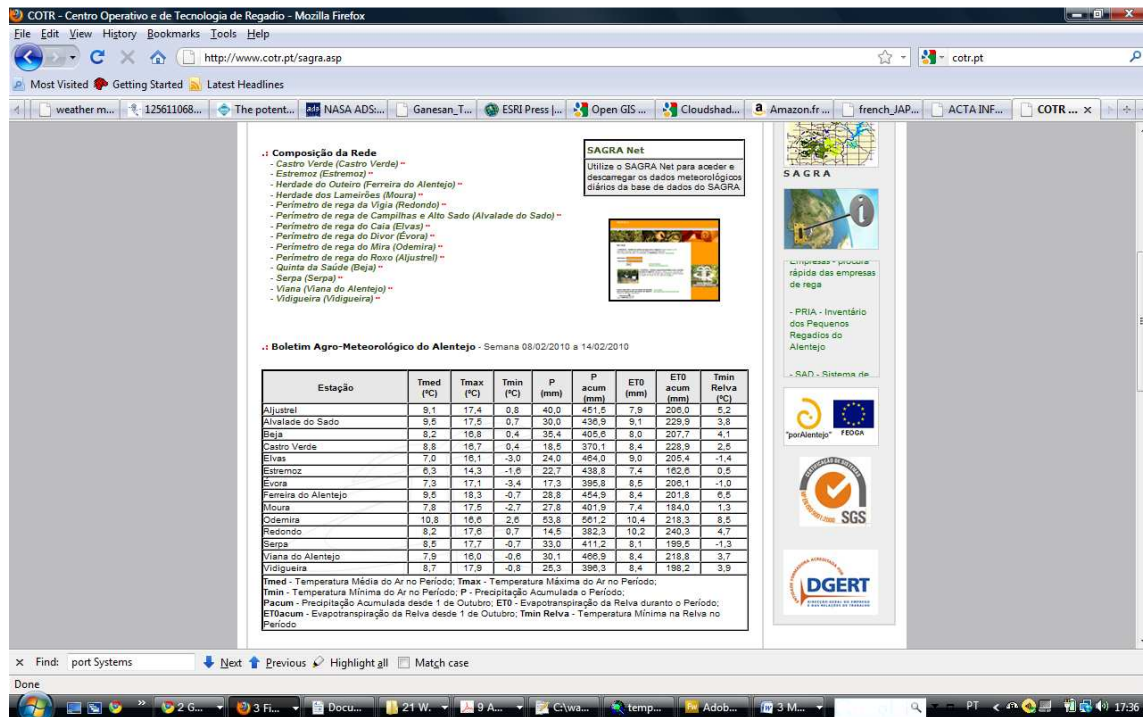 COTR - Centro Operativo e de Tecnologia de Regadio - Mozilla Firefox
File Edit View History Bookmarks Tools Help
http://www.cotr.pt/sagra.asp
cotr.pt
Most Visited Getting Started Latest Headlines
weather m... 125611068... The potent... NASA ADS:... Ganesan_T... ESRI Press |... Open GIS ... Cloudshad... Amazon.fr ... french_JAP... ACTA INF... COTR ...
.: Composição da Rede
- Castro Verde (Castro Verde)
- Estremoz (Estremoz)
- Herdade do Outeiro (Ferreira do Alentejo)
- Herdade dos Lameirões (Moura)
- Perímetro de rega da Vigia (Redondo)
- Perímetro de rega de Campilhas e Alto Sado (Alvalade do Sado)
- Perímetro de rega do Caia (Elvas)
- Perímetro de rega do Divor (Évora)
- Perímetro de rega do Mira (Odemira)
- Perímetro de rega do Roxo (Aljustrel)
- Quinta da Saúde (Beja)
- Serpa (Serpa)
- Viana (Viana do Alentejo)
- Vidigueira (Vidigueira)
SAGRA Net
Utilize o SAGRA Net para aceder e
descarregar os dados meteorológicos
diários da base de dados do SAGRA
SAGRA
Empresas - procura
rápida das empresas
de rega
- PRIA - Inventário
dos Pequenos
Regadios do
Alentejo
- SAD - Sistema de
"porAlentejo" FEOGA
SGS
DGERT
.: Boletim Agro-Meteorológico do Alentejo - Semana 08/02/2010 a 14/02/2010
Estação Tmed (ºC) Tmax (ºC) Tmin (ºC) P (mm) P acum (mm) ET0 (mm) ET0 acum (mm) Tmin Relva (ºC)
Aljustrel 9,1 17,4 0,8 40,0 451,5 7,9 206,0 5,2
Alvalade do Sado 9,5 17,5 0,7 30,0 436,9 9,1 229,9 3,8
Beja 8,2 16,8 0,4 35,4 405,6 8,0 207,7 4,1
Castro Verde 8,8 16,7 0,4 18,5 370,1 8,4 228,9 2,5
Elvas 7,0 16,1 -3,0 24,0 464,0 9,0 205,4 -1,4
Estremoz 6,3 14,3 -1,6 22,7 438,8 7,4 162,6 0,5
Évora 7,3 17,1 -3,4 17,3 395,8 8,5 206,1 -1,0
Ferreira do Alentejo 9,5 18,3 -0,7 28,8 454,9 8,4 201,8 6,5
Moura 7,8 17,5 -2,7 27,8 401,9 7,4 184,0 1,3
Odemira 10,8 16,6 2,6 53,8 561,2 10,4 218,3 8,5
Redondo 8,2 17,6 0,7 14,5 382,3 10,2 240,3 4,7
Serpa 8,5 17,7 -0,7 33,0 411,2 8,1 199,5 -1,3
Viana do Alentejo 7,9 16,0 -0,6 30,1 466,9 8,4 218,8 3,7
Vidigueira 8,7 17,9 -0,8 25,3 396,3 8,4 198,2 3,9
Tmed - Temperatura Média do Ar no Período; Tmax - Temperatura Máxima do Ar no Período;
Tmin - Temperatura Mínima do Ar no Período; P - Precipitação Acumulada o Período;
Pacum - Precipitação Acumulada desde 1 de Outubro; ET0 - Evapotranspiração da Relva durante o Período;
ET0acum - Evapotranspiração da Relva desde 1 de Outubro; Tmin Relva - Temperatura Mínima na Relva no
Período
Find: port Systems Next Previous Highlight all Match case
Done
2 G... 3 Fi... Docu... 21 W. 9 A... C:\wa... temp... Adob... 3 M... PT 17:36